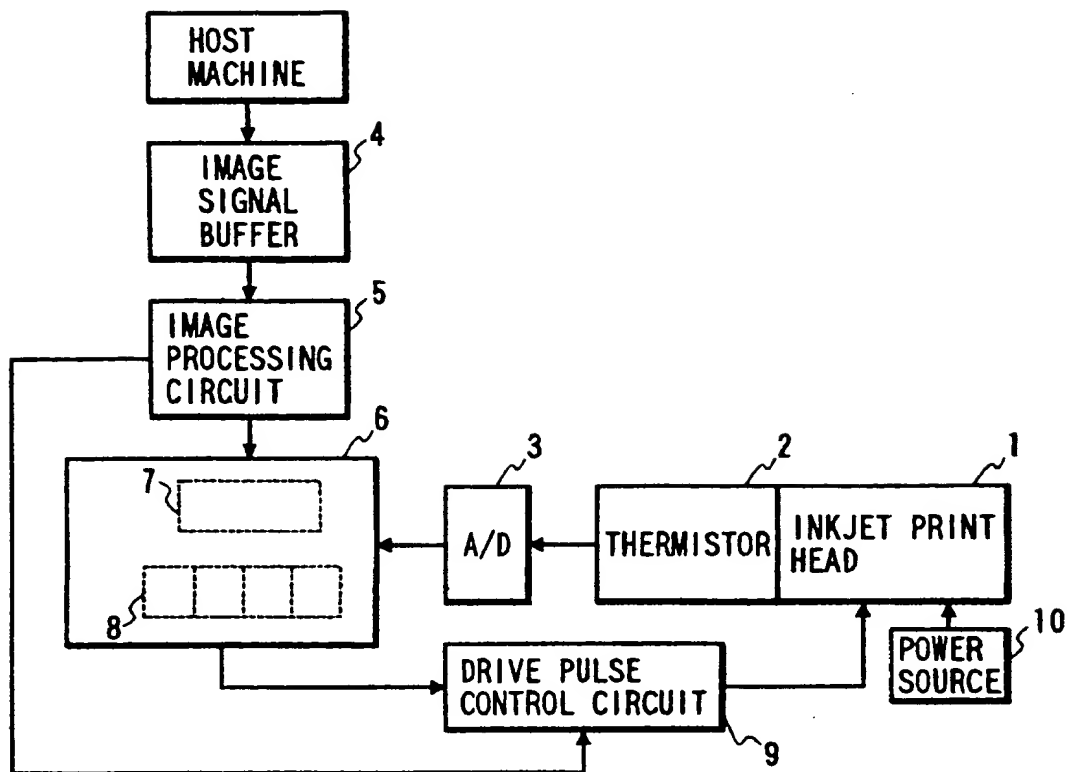 HOST
MACHINE
4
IMAGE
SIGNAL
BUFFER
5
IMAGE
PROCESSING
CIRCUIT
6
7
8
3
A/D
2
THERMISTOR
1
INKJET PRINT
HEAD
10
POWER
SOURCE
DRIVE PULSE
CONTROL CIRCUIT
9